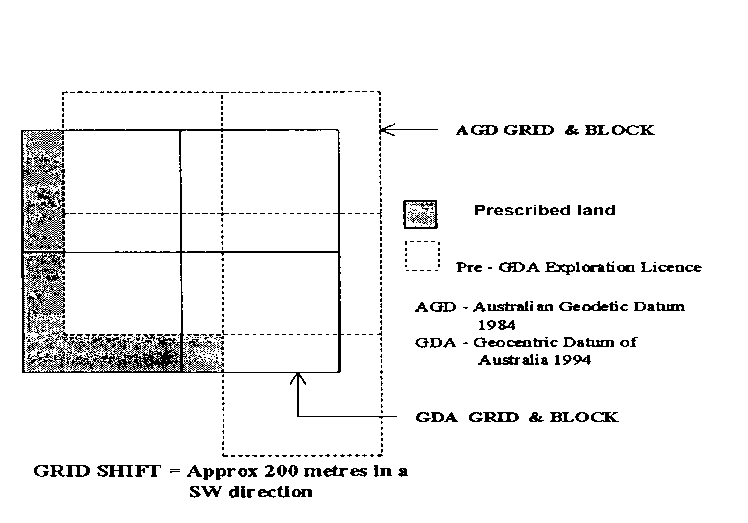 AGD GRID & BLOCK
Prescribed land
Pre - GDA Exploration Licence
AGD - Australian Geodetic Datum
1984
GDA - Geocentric Datum of
Australia 1994
GDA GRID & BLOCK
GRID SHIFT = Approx 200 metres in a
SW direction